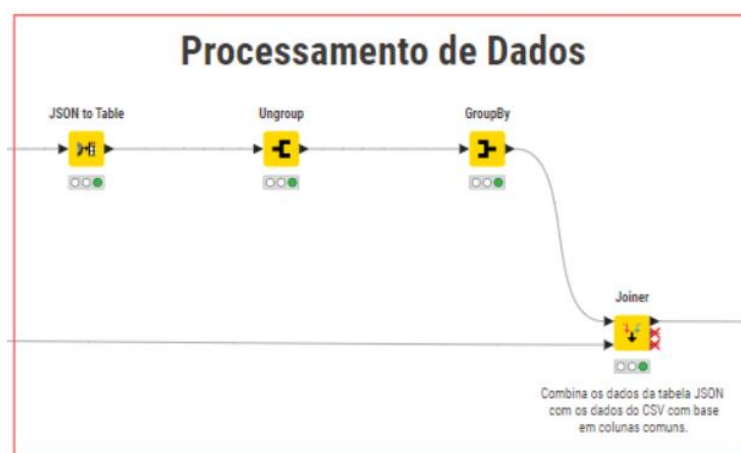 Processamento de Dados
JSON to Table
Ungroup
GroupBy
Joiner
Combina os dados da tabela JSON
com os dados do CSV com base
em colunas comuns.